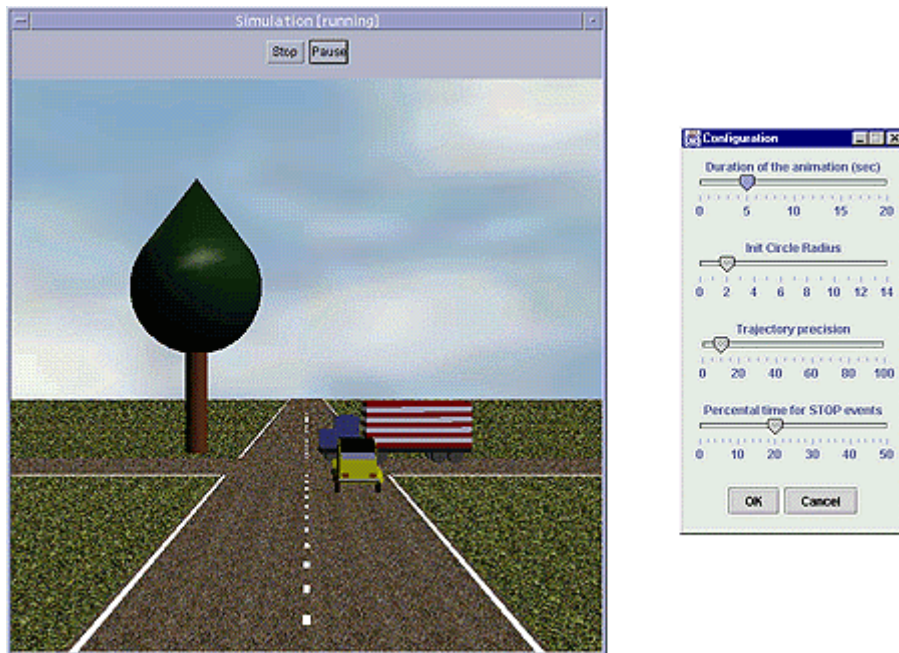 Simulation [running]
Stop Pause
Configuration
Duration of the animation (sec)
0 5 10 15 20
Init Circle Radius
0 2 4 6 8 10 12 14
Trajectory precision
0 20 40 60 80 100
Percental time for STOP events
0 10 20 30 40 50
OK Cancel